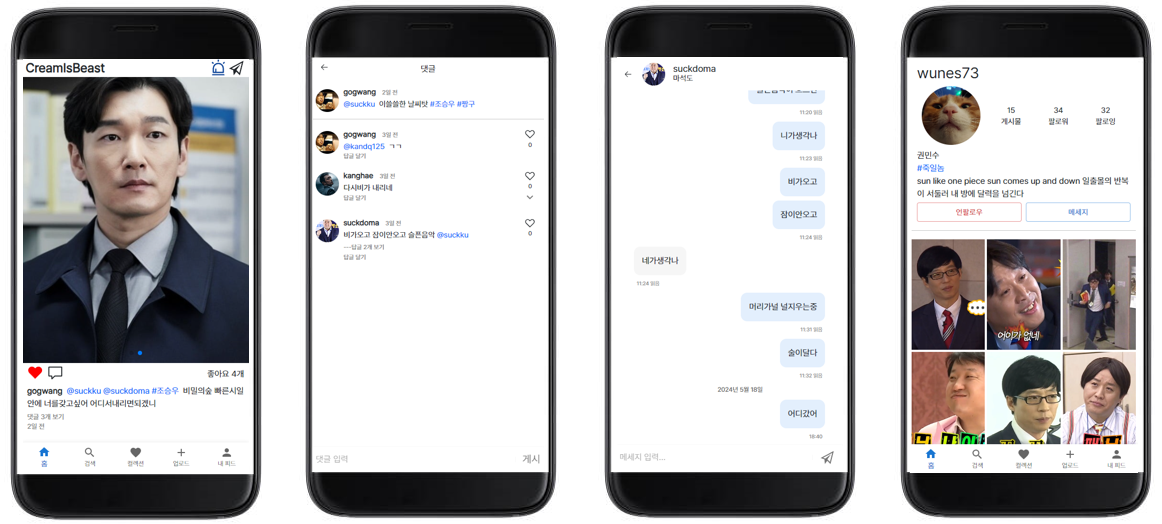 CreamIsBeast
좋아요 4개
gogwang @suckku @suckdoma #조승우 비밀의숲 빠른시일
안에 너를갖고싶어 어디서내리면되겠니
댓글 3개 보기
2일 전
홈
검색
컬렉션
업로드
내 피드
댓글
gogwang 2일 전
@suckku 이쓸쓸한 날씨탓 #조승우 #찡구
gogwang 3일 전
@kandq125 ㄱㄱ
답글 달기
0
kanghae 3일 전
다시비가 내리네
답글 달기
0
suckdoma 3일 전
비가오고 잠이안오고 슬픈음악 @suckku
----답글 2개 보기
답글 달기
0
댓글 입력
게시
suckdoma
마석도
11:20 읽음
니가생각나
11:23 읽음
비가오고
잠이안오고
11:24 읽음
네가생각나
11:24 읽음
머리가널 널지우는중
11:31 읽음
술이달다
11:32 읽음
2024년 5월 18일
어디갔어
18:40
메세지 입력...
wunes73
15
게시물
34
팔로워
32
팔로잉
권민수
#죽일놈
sun like one piece sun comes up and down 일출몰의 반복
이 서둘러 내 방에 달력을 넘긴다
언팔로우
메세지
어이가 없네
홈
검색
컬렉션
업로드
내 피드